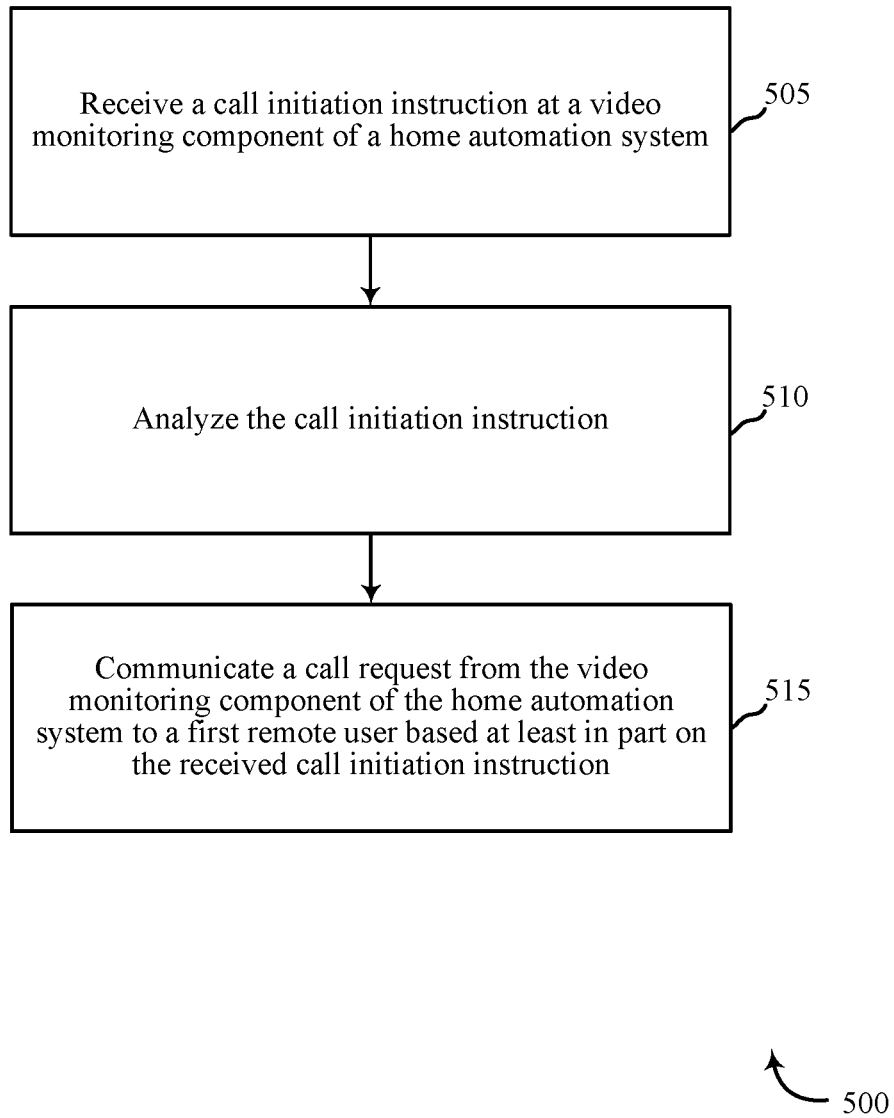 Receive a call initiation instruction at a video
monitoring component of a home automation system
505
Analyze the call initiation instruction
510
Communicate a call request from the video
monitoring component of the home automation
system to a first remote user based at least in part on
the received call initiation instruction
515
500